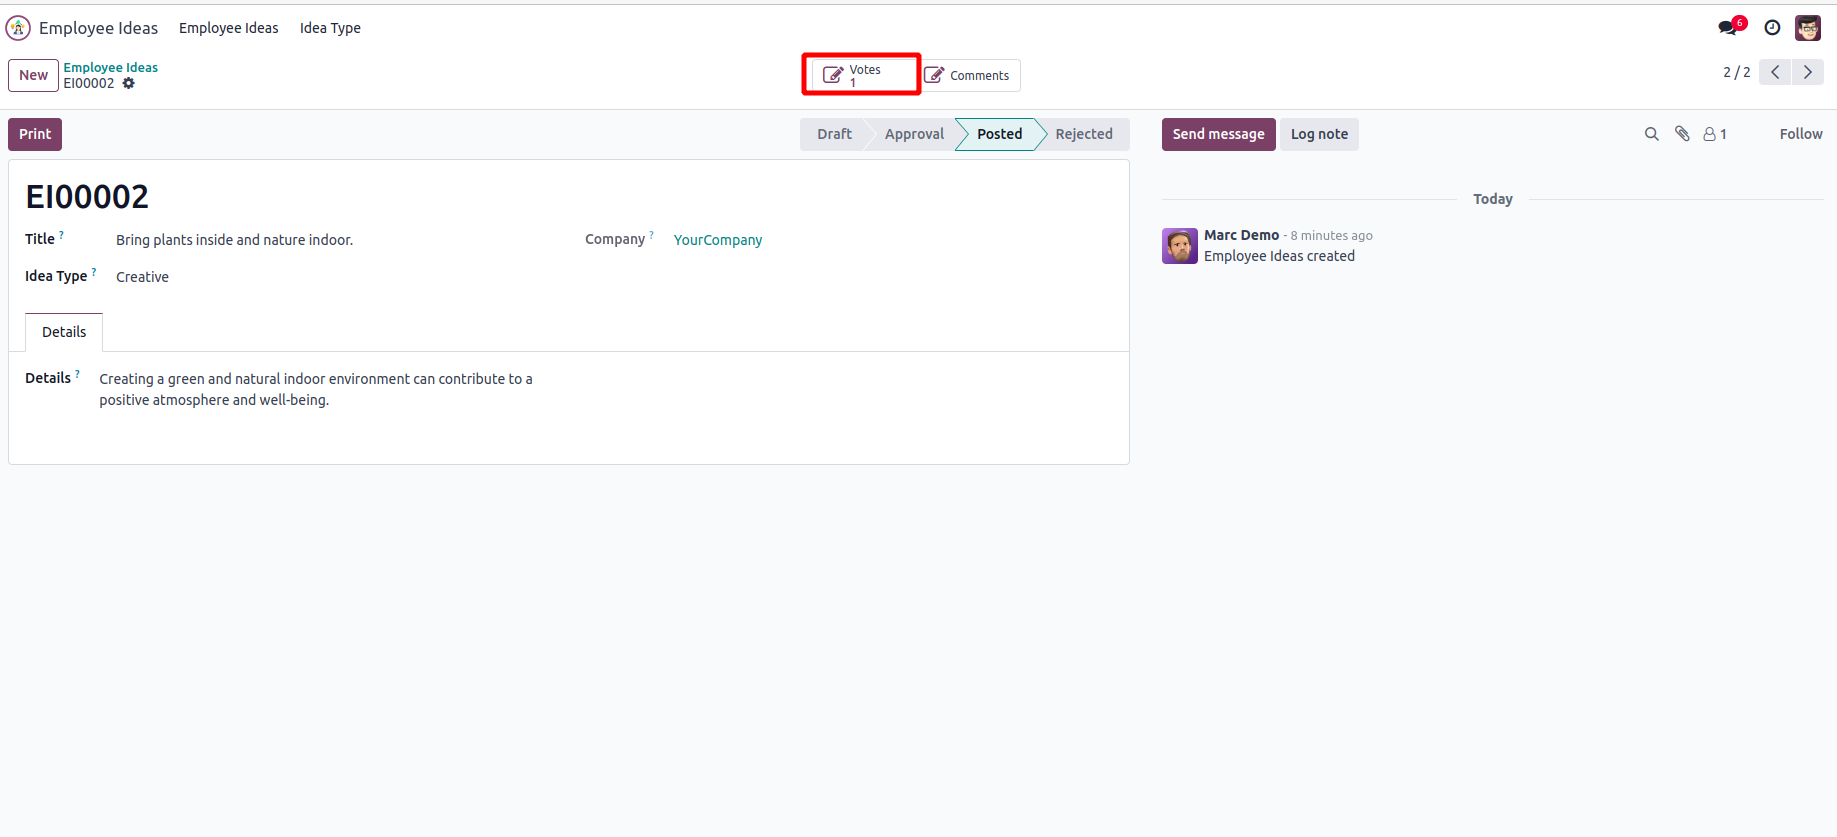 Employee Ideas Employee Ideas Idea Type 6
New Employee Ideas
EI00002
Votes
1
Comments
2 / 2
Print
Draft Approval Posted Rejected
Send message Log note 1 Follow
EI00002
Title ? Bring plants inside and nature indoor.
Company ? YourCompany
Idea Type ? Creative
Details
Details ? Creating a green and natural indoor environment can contribute to a
positive atmosphere and well-being.
Today
Marc Demo - 8 minutes ago
Employee Ideas created